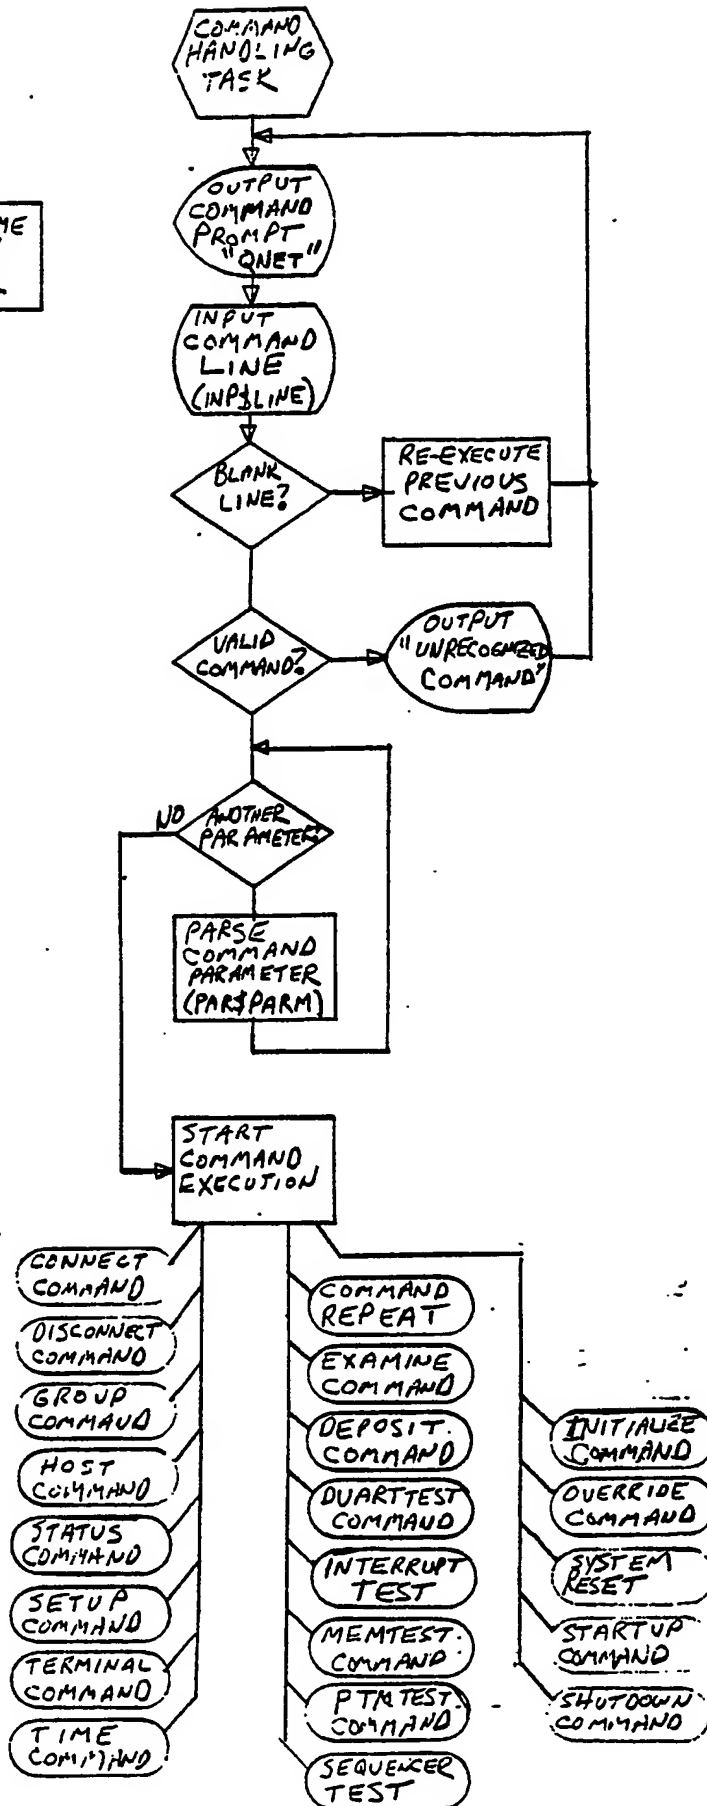 COMMAND
HANDLING
TASK
OUTPUT
COMMAND
PROMPT
"QNET"
INPUT
COMMAND
LINE
(INP$LINE)
BLANK
LINE?
RE-EXECUTE
PREVIOUS
COMMAND
VALID
COMMAND?
OUTPUT
"UNRECOGNIZED
COMMAND"
NO
ANOTHER
PARAMETER?
PARSE
COMMAND
PARAMETER
(PAR$PARM)
START
COMMAND
EXECUTION
CONNECT
COMMAND
DISCONNECT
COMMAND
GROUP
COMMAND
HOST
COMMAND
STATUS
COMMAND
SETUP
COMMAND
TERMINAL
COMMAND
TIME
COMMAND
COMMAND
REPEAT
EXAMINE
COMMAND
DEPOSIT
COMMAND
DUARTTEST
COMMAND
INTERRUPT
TEST
MEMTEST
COMMAND
PTMTEST
COMMAND
SEQUENCER
TEST
INITIALIZE
COMMAND
OVERRIDE
COMMAND
SYSTEM
RESET
STARTUP
COMMAND
SHUTDOWN
COMMAND